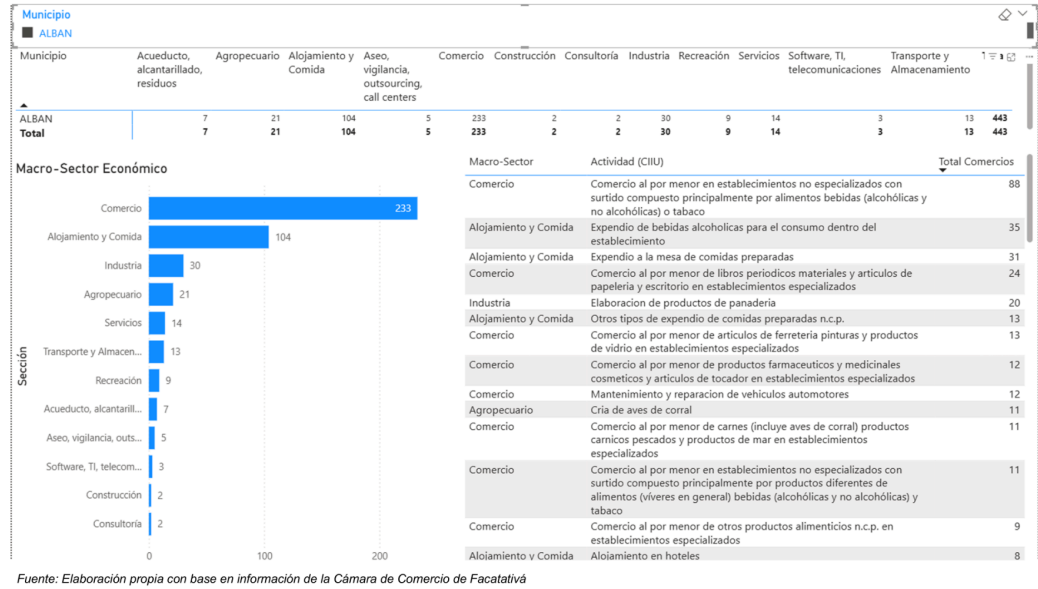 Municipio
ALBAN
Municipio Acueducto, alcantarillado, residuos Agropecuario Alojamiento y Comida Aseo, vigilancia, outsourcing, call centers Comercio Construcción Consultoría Industria Recreación Servicios Software, TI, telecomunicaciones Transporte y Almacenamiento
ALBAN 7 21 104 5 233 2 2 30 9 14 3 13 443
Total 7 21 104 5 233 2 2 30 9 14 3 13 443
Macro-Sector Económico
Sección
Comercio 233
Alojamiento y Comida 104
Industria 30
Agropecuario 21
Servicios 14
Transporte y Almacen... 13
Recreación 9
Acueducto, alcantarill... 7
Aseo, vigilancia, outs... 5
Software, TI, telecom... 3
Construcción 2
Consultoría 2
0 100 200
Macro-Sector Actividad (CIIU) Total Comercios
Comercio Comercio al por menor en establecimientos no especializados con 88
surtido compuesto principalmente por alimentos bebidas (alcohólicas y
no alcohólicas) o tabaco
Alojamiento y Comida Expendio de bebidas alcoholicas para el consumo dentro del 35
establecimiento
Alojamiento y Comida Expendio a la mesa de comidas preparadas 31
Comercio Comercio al por menor de libros periodicos materiales y articulos de 24
papeleria y escritorio en establecimientos especializados
Industria Elaboracion de productos de panaderia 20
Alojamiento y Comida Otros tipos de expendio de comidas preparadas n.c.p. 13
Comercio Comercio al por menor de articulos de ferreteria pinturas y productos 13
de vidrio en establecimientos especializados
Comercio Comercio al por menor de productos farmaceuticos y medicinales 12
cosmeticos y articulos de tocador en establecimientos especializados
Comercio Mantenimiento y reparacion de vehiculos automotores 12
Agropecuario Cria de aves de corral 11
Comercio Comercio al por menor de carnes (incluye aves de corral) productos 11
carnicos pescados y productos de mar en establecimientos
especializados
Comercio Comercio al por menor en establecimientos no especializados con 11
surtido compuesto principalmente por productos diferentes de
alimentos (víveres en general) bebidas (alcohólicas y no alcohólicas) y
tabaco
Comercio Comercio al por menor de otros productos alimenticios n.c.p. en 9
establecimientos especializados
Alojamiento y Comida Alojamiento en hoteles 8
Fuente: Elaboración propia con base en información de la Cámara de Comercio de Facatativá